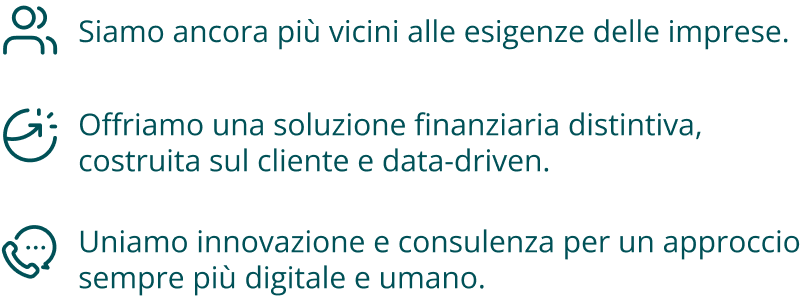 Siamo ancora più vicini alle esigenze delle imprese.
Offriamo una soluzione finanziaria distintiva,
costruita sul cliente e data-driven.
Uniamo innovazione e consulenza per un approccio
sempre più digitale e umano.